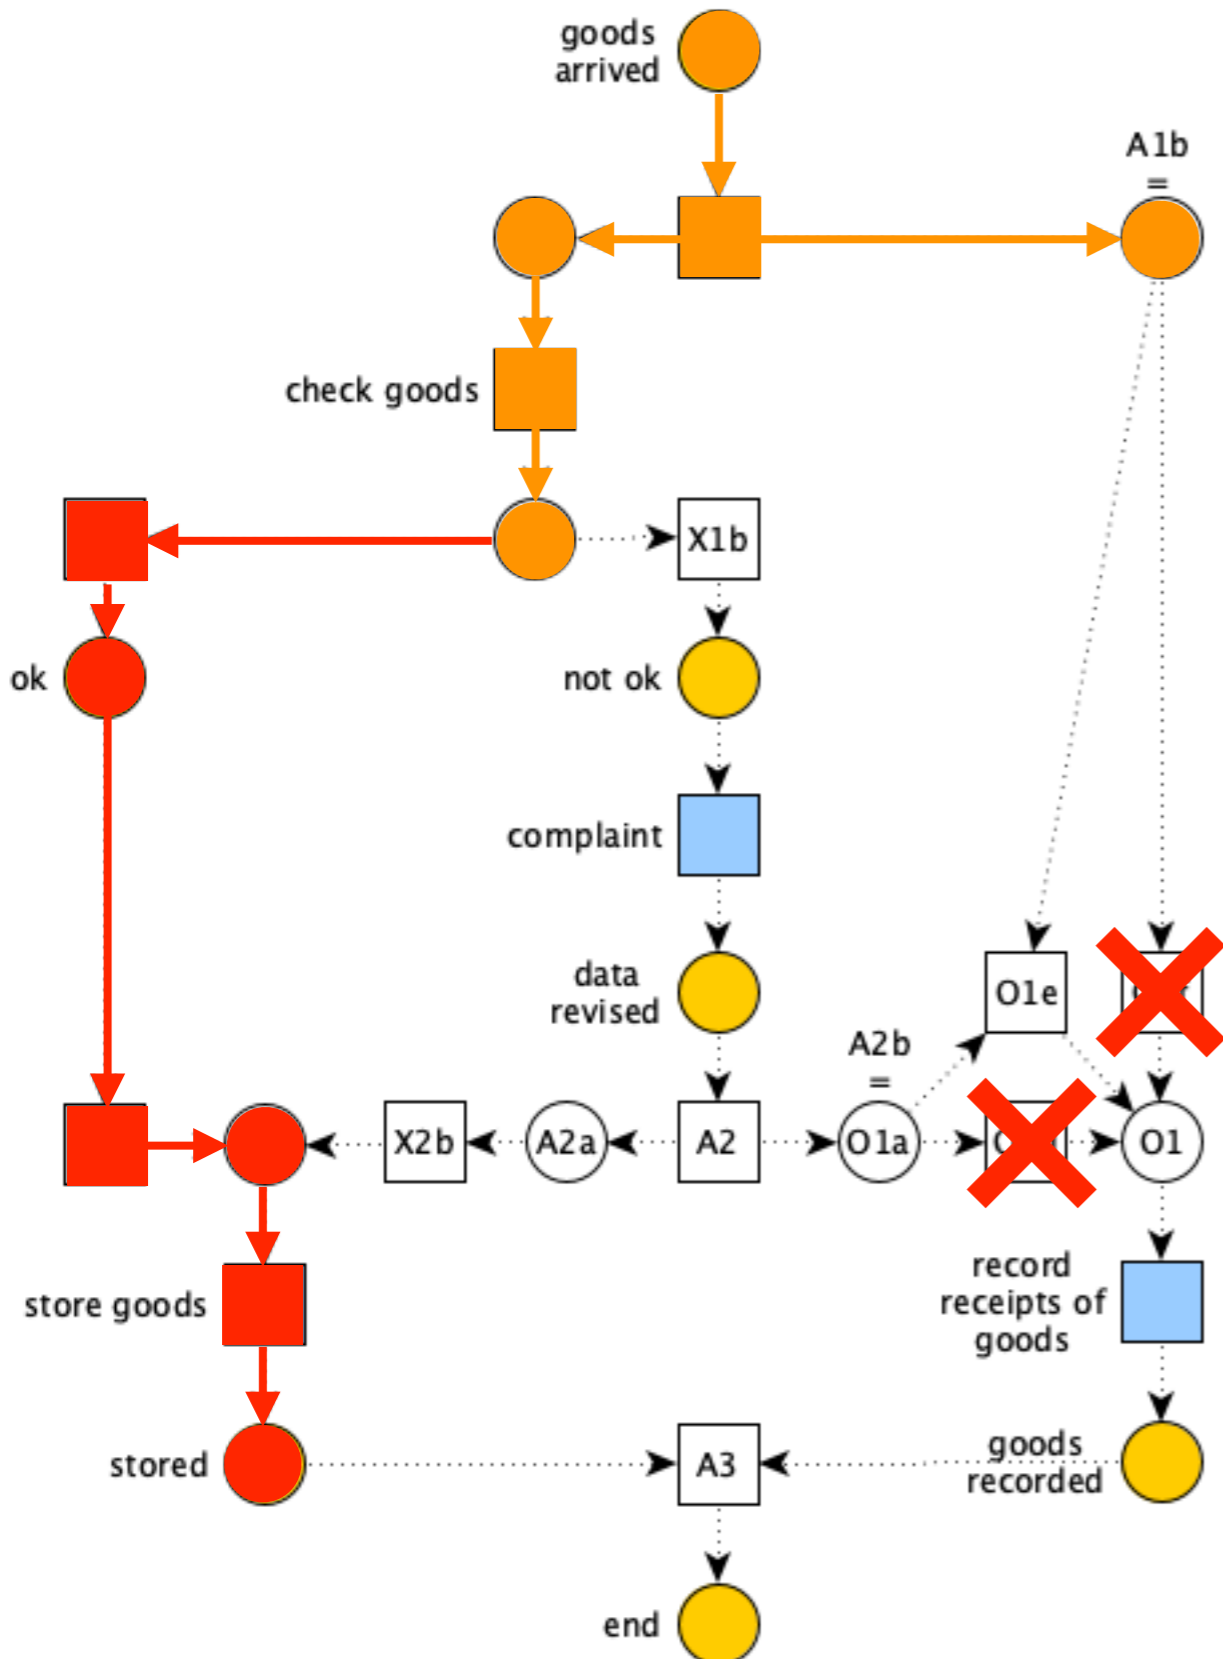 goods
arrived
A1b
=
check goods
X1b
ok
not ok
complaint
data
revised
O1e
A2b
=
X2b
A2a
A2
O1a
O1
store goods
record
receipts of
goods
stored
A3
goods
recorded
end